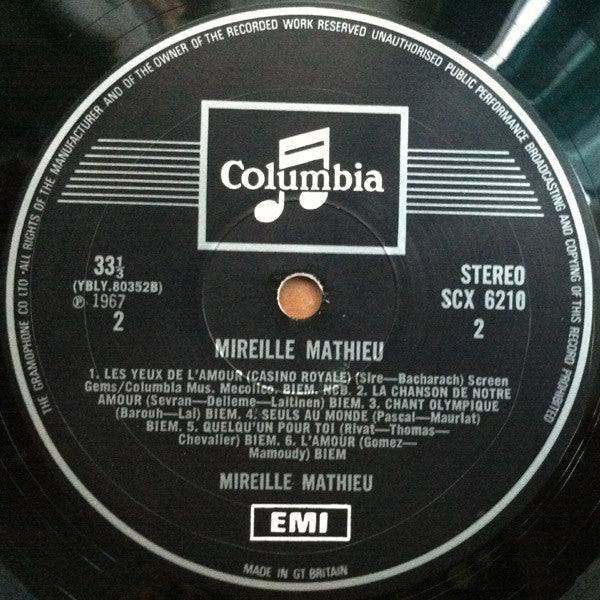 THE GRAMOPHONE CO LTD · ALL RIGHTS OF THE MANUFACTURER AND OF THE OWNER OF THE RECORDED WORK RESERVED UNAUTHORISED PUBLIC PERFORMANCE BROADCASTING AND COPYING OF THIS RECORD PROHIBITED
Columbia
33⅓
(YBLY.80352B)
℗ 1967
2
STEREO
SCX 6210
2
MIREILLE MATHIEU
1. LES YEUX DE L'AMOUR (CASINO ROYALE) (Sire—Bacharach) Screen
Gems/Columbia Mus. Mecolico. BIEM. NCB. 2. LA CHANSON DE NOTRE
AMOUR (Sevran—Delleme—Laitinen) BIEM. 3. CHANT OLYMPIQUE
(Barouh—Lai) BIEM. 4. SEULS AU MONDE (Pascal—Mauriat)
BIEM. 5. QUELQU'UN POUR TOI (Rivat—Thomas—
Chevalier) BIEM. 6. L'AMOUR (Gomez—
Mamoudy) BIEM
MIREILLE MATHIEU
EMI
MADE IN GT. BRITAIN